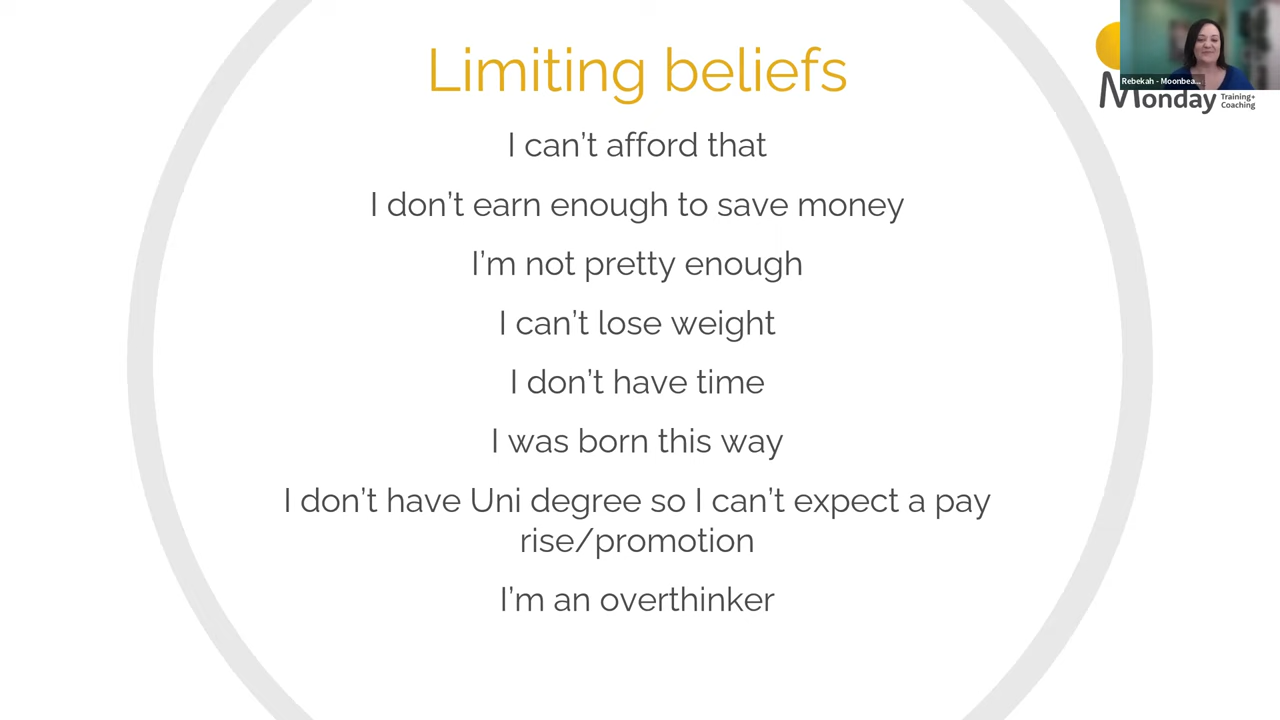 Limiting beliefs
I can’t afford that
I don’t earn enough to save money
I’m not pretty enough
I can’t lose weight
I don’t have time
I was born this way
I don’t have Uni degree so I can’t expect a pay
rise/promotion
I’m an overthinker
Rebekah - Moonbea...
Monday
Training+
Coaching